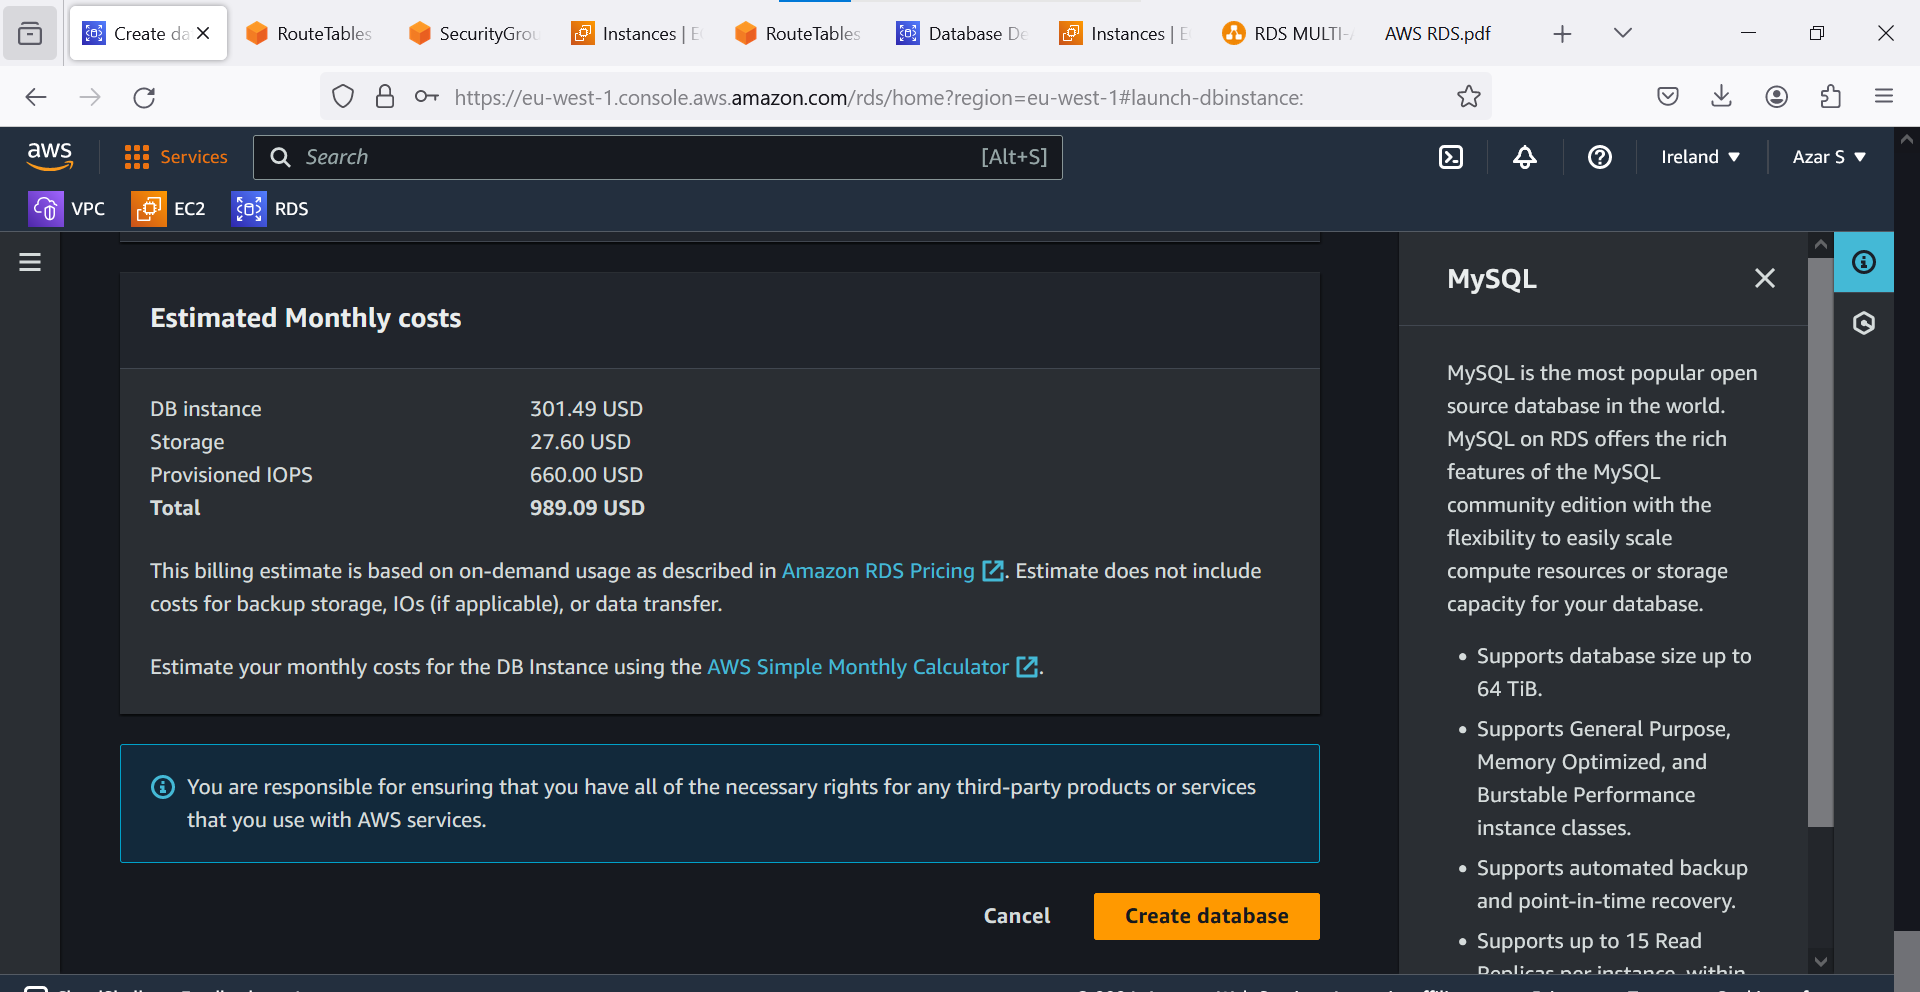 Create da
RouteTables
SecurityGrou
Instances | E
RouteTables
Database De
Instances | E
RDS MULTI-
AWS RDS.pdf
https://eu-west-1.console.aws.amazon.com/rds/home?region=eu-west-1#launch-dbinstance:
aws
Services
Search
[Alt+S]
Ireland
Azar S
VPC
EC2
RDS
Estimated Monthly costs
DB instance 301.49 USD
Storage 27.60 USD
Provisioned IOPS 660.00 USD
Total 989.09 USD
This billing estimate is based on on-demand usage as described in Amazon RDS Pricing. Estimate does not include
costs for backup storage, IOs (if applicable), or data transfer.
Estimate your monthly costs for the DB Instance using the AWS Simple Monthly Calculator.
You are responsible for ensuring that you have all of the necessary rights for any third-party products or services
that you use with AWS services.
Cancel
Create database
MySQL
MySQL is the most popular open
source database in the world.
MySQL on RDS offers the rich
features of the MySQL
community edition with the
flexibility to easily scale
compute resources or storage
capacity for your database.
• Supports database size up to
64 TiB.
• Supports General Purpose,
Memory Optimized, and
Burstable Performance
instance classes.
• Supports automated backup
and point-in-time recovery.
• Supports up to 15 Read
Replicas per instance, within